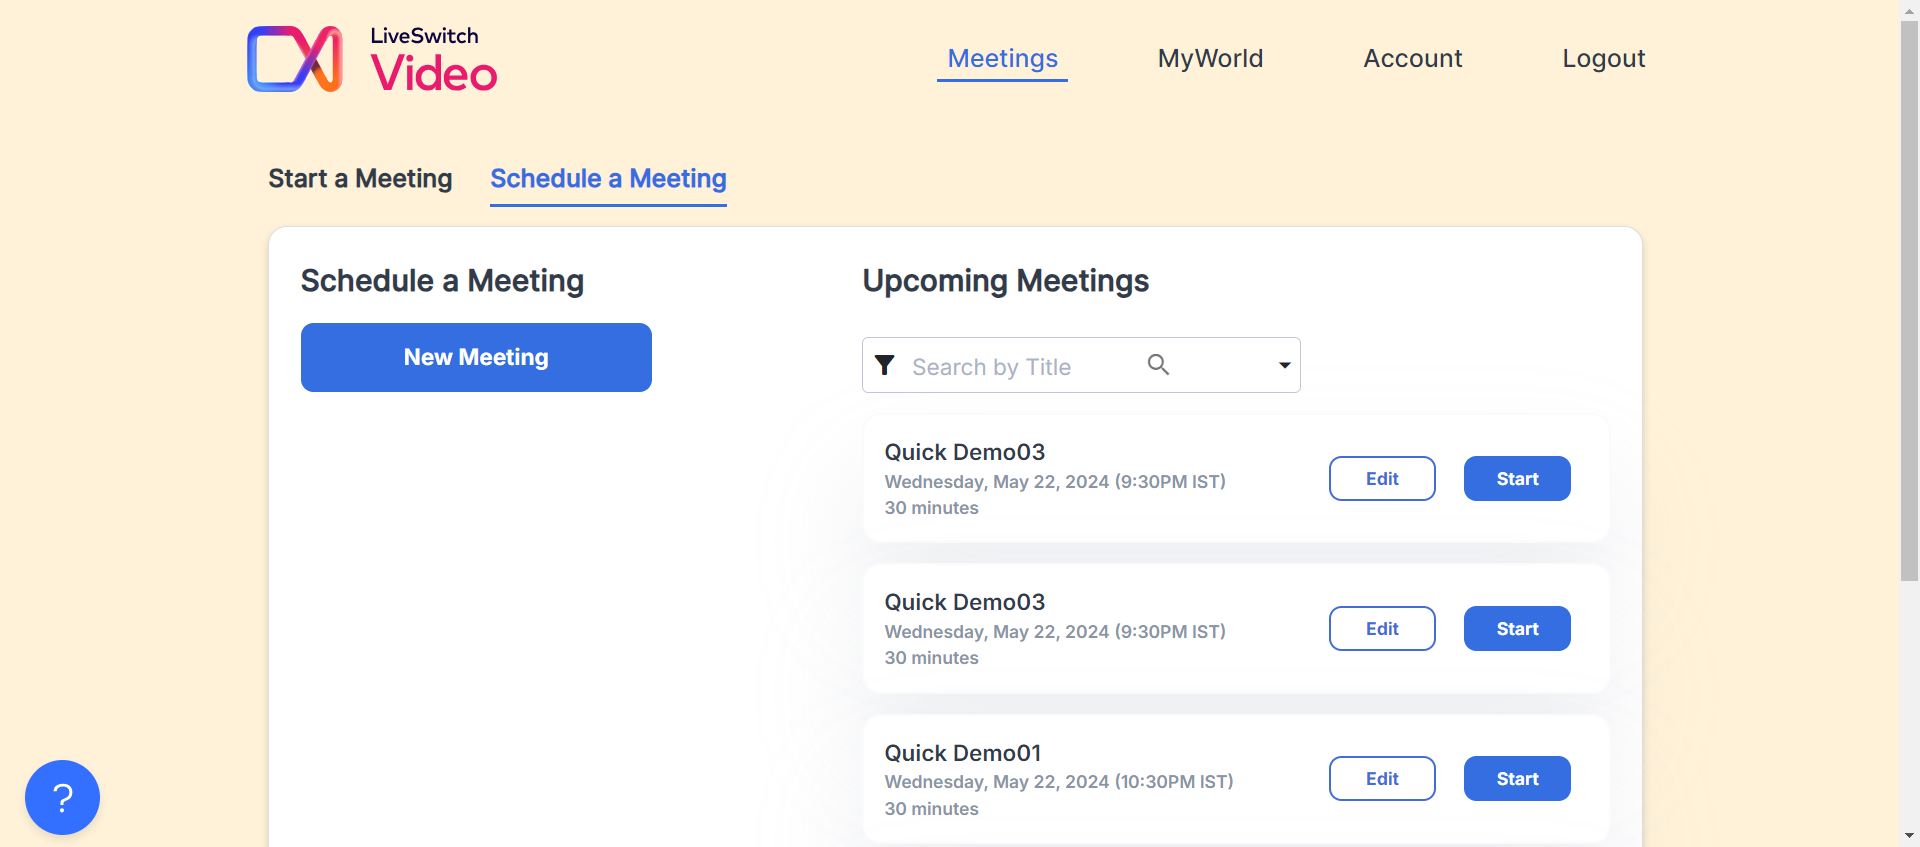 LiveSwitch
Video
Meetings
MyWorld
Account
Logout
Start a Meeting
Schedule a Meeting
Schedule a Meeting
New Meeting
Upcoming Meetings
Search by Title
Quick Demo03
Wednesday, May 22, 2024 (9:30PM IST)
30 minutes
Edit
Start
Quick Demo03
Wednesday, May 22, 2024 (9:30PM IST)
30 minutes
Edit
Start
Quick Demo01
Wednesday, May 22, 2024 (10:30PM IST)
30 minutes
Edit
Start
?